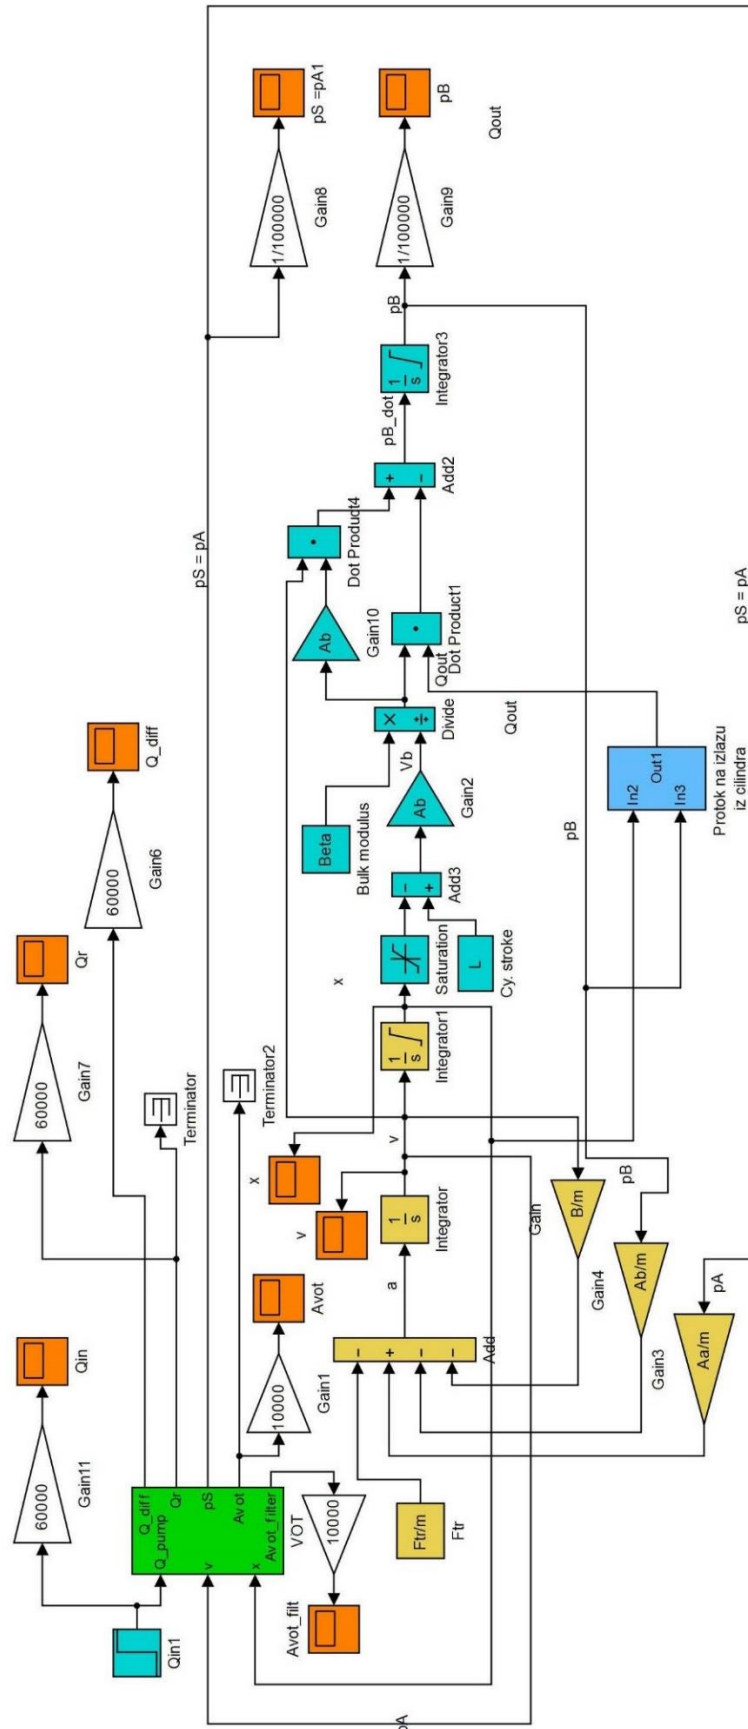 Qin1
60000
Gain11
Qin
Q_pump
v
x
Q_diff
Qr
pS
Avot
Avot_filter
VOT
10000
Avot_filt
60000
Gain7
Qr
60000
Gain6
Q_diff
Terminator
Terminator2
10000
Gain1
Avot
pS = pA
1/100000
Gain8
pS =pA1
Ftr/m
Ftr
-
+
-
-
Add
a
1
s
Integrator
v
v
x
1
s
Integrator1
x
Saturation
L
Cy. stroke
-
+
Add3
Ab
Gain2
Vb
Beta
Bulk modulus
×
÷
Divide
Qout
Ab
Gain10
Dot Product4
Qout
Dot Product1
+
-
Add2
pB_dot
1
s
Integrator3
pB
1/100000
Gain9
pB
Qout
Gain
B/m
Gain4
Ab/m
Gain3
pB
Aa/m
pA
pB
In2
In3
Out1
Protok na izlazu
iz cilindra
pS = pA
pA